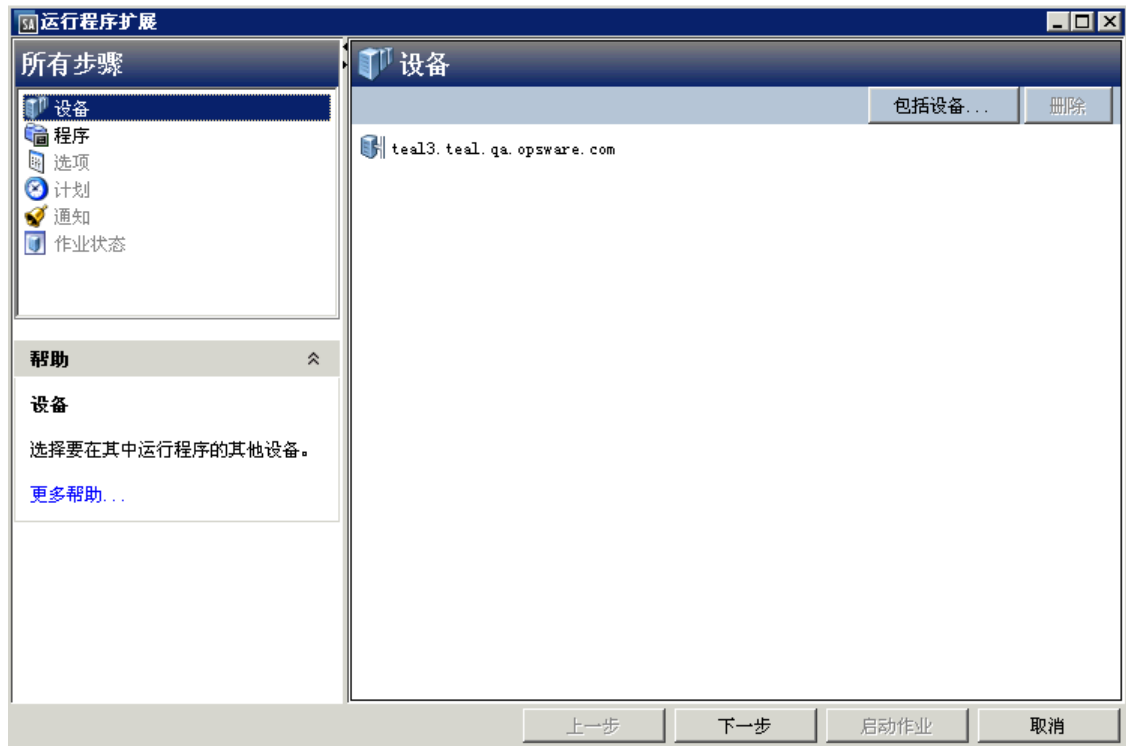 SA 运行程序扩展
所有步骤
设备
程序
选项
计划
通知
作业状态
帮助
设备
选择要在其中运行程序的其他设备。
更多帮助...
设备
包括设备...
删除
teal3.teal.qa.opsware.com
上一步
下一步
启动作业
取消